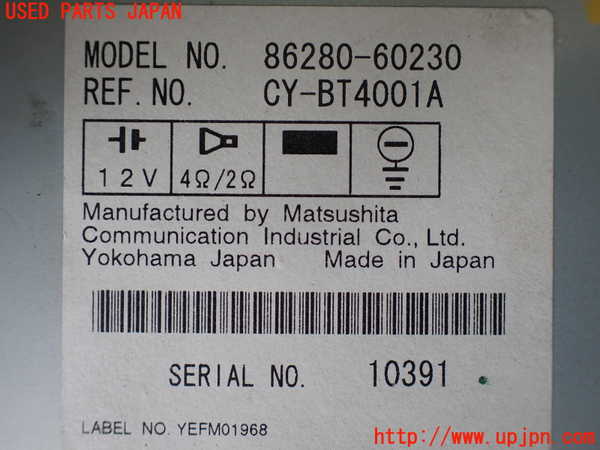 USED PARTS JAPAN
MODEL NO. 86280-60230
REF. NO. CY-BT4001A
12V 4Ω/2Ω
Manufactured by Matsushita
Communication Industrial Co., Ltd.
Yokohama Japan Made in Japan
SERIAL NO. 10391
LABEL NO. YEFM01968
UPJ
http://www.upjpn.com